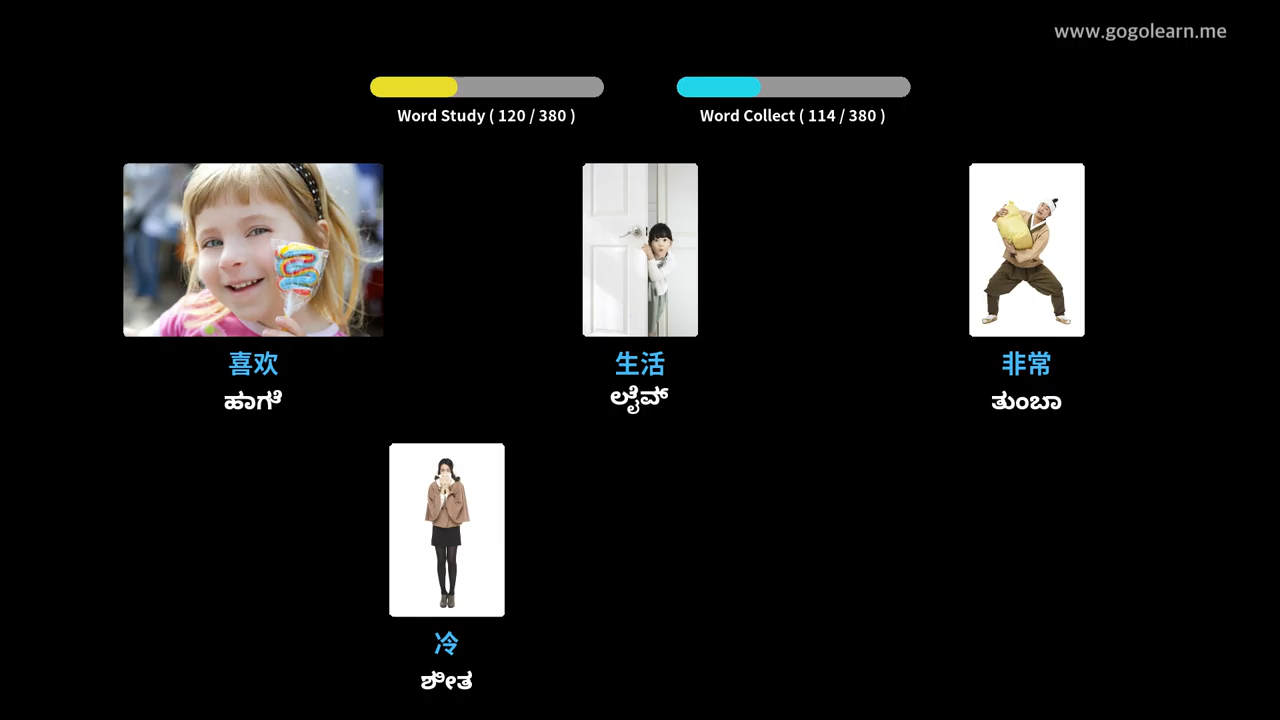 www.gogolearn.me
Word Study ( 120 / 380 )
Word Collect ( 114 / 380 )
喜欢
ಹಾಗೆ
生活
ಲೈವ್
非常
ತುಂಬಾ
冷
ಶೀತ